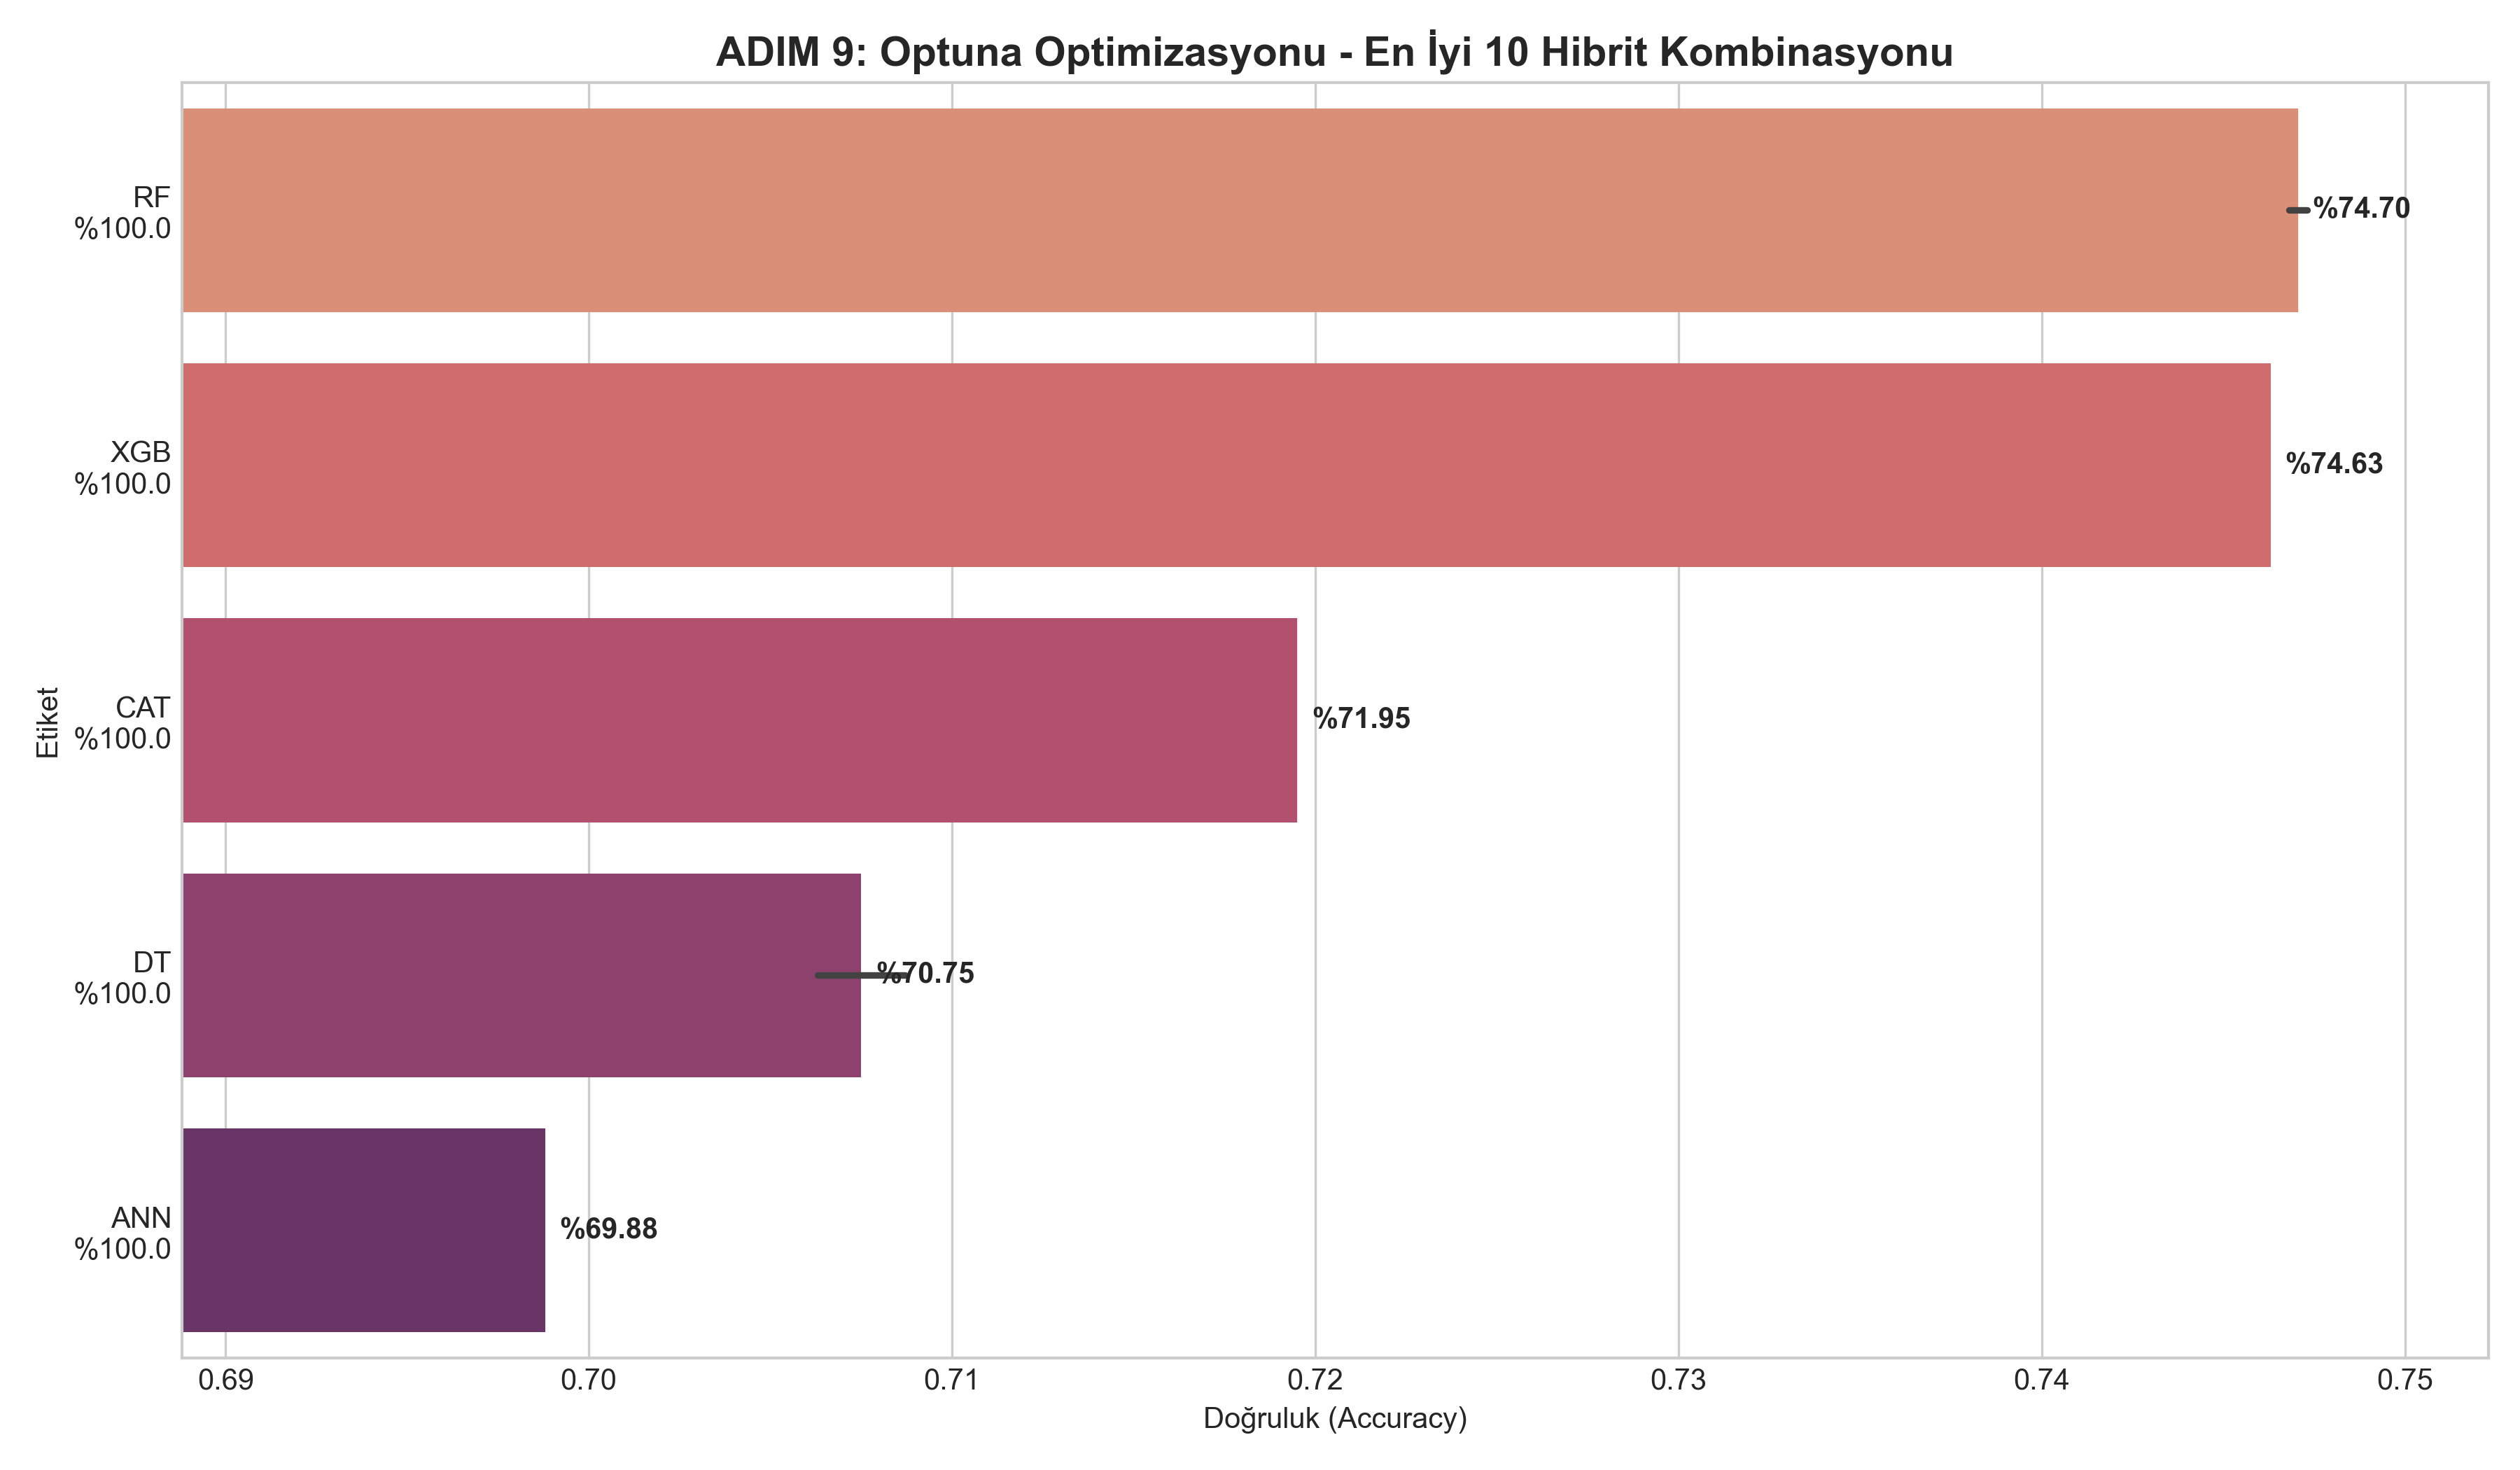 ADIM 9: Optuna Optimizasyonu - En İyi 10 Hibrit Kombinasyonu
RF
%100.0
%74.70
XGB
%100.0
%74.63
CAT
%100.0
%71.95
Etiket
DT
%100.0
%70.75
ANN
%100.0
%69.88
0.69
0.70
0.71
0.72
0.73
0.74
0.75
Doğruluk (Accuracy)